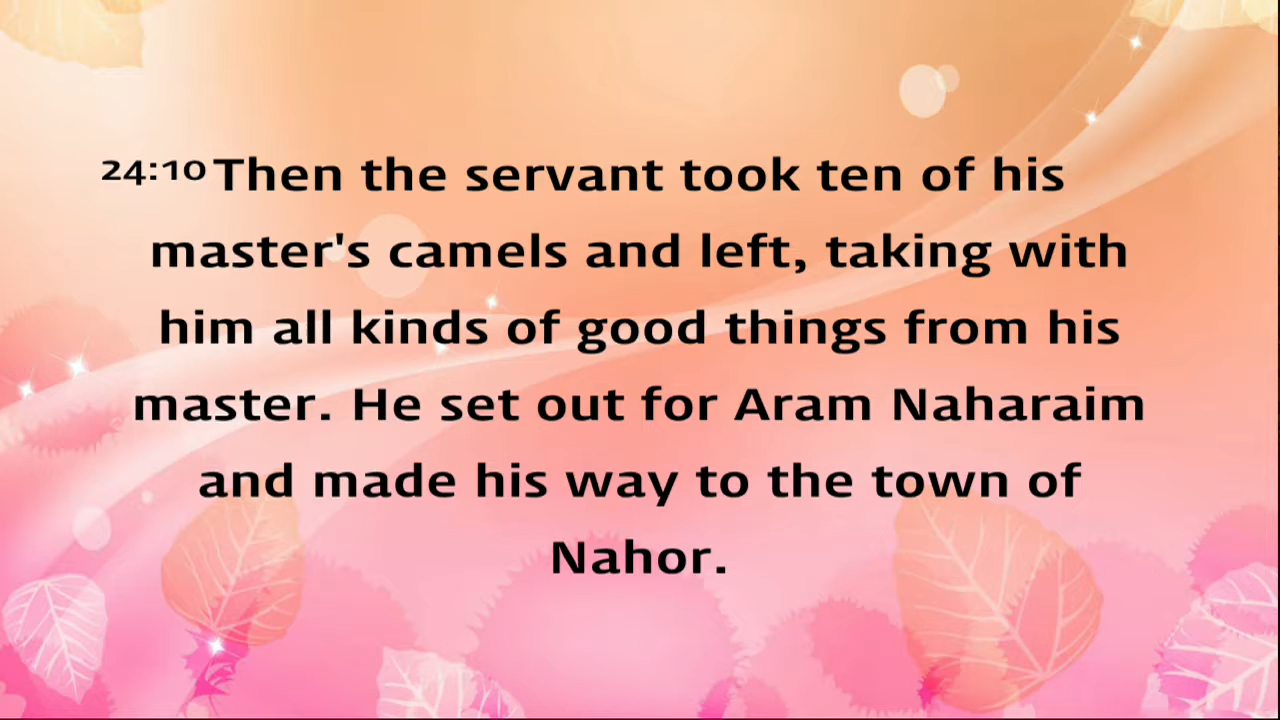 24:10 Then the servant took ten of his
master's camels and left, taking with
him all kinds of good things from his
master. He set out for Aram Naharaim
and made his way to the town of
Nahor.